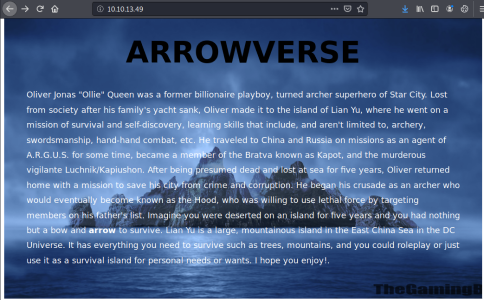 10.10.13.49
ARROWVERSE
Oliver Jonas "Ollie" Queen was a former billionaire playboy, turned archer superhero of Star City. Lost
from society after his family's yacht sank, Oliver made it to the island of Lian Yu, where he went on a
mission of survival and self-discovery, learning skills that include, and aren't limited to, archery,
swordsmanship, hand-hand combat, etc. He traveled to China and Russia on missions as an agent of
A.R.G.U.S. for some time, became a member of the Bratva known as Kapot, and the murderous
vigilante Luchnik/Kapiushon. After being presumed dead and lost at sea for five years, Oliver returned
home with a mission to save his city from crime and corruption. He began his crusade as an archer who
would eventually become known as the Hood, who was willing to use lethal force by targeting
members on his father's list. Imagine you were deserted on an island for five years and you had nothing
but a bow and arrow to survive. Lian Yu is a large, mountainous island in the East China Sea in the DC
Universe. It has everything you need to survive such as trees, mountains, and you could roleplay or just
use it as a survival island for personal needs or wants. I hope you enjoy!.
TheGamingE